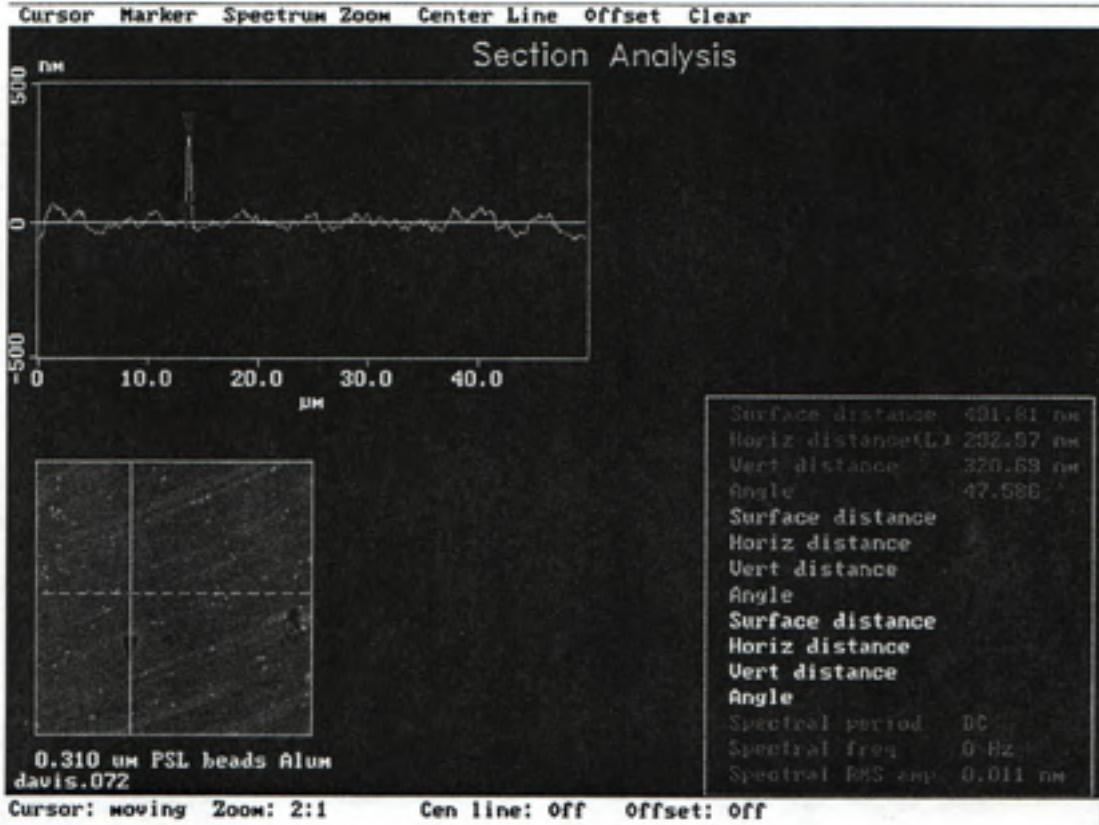 Cursor Marker Spectrum Zoom Center Line Offset Clear
Section Analysis
nm
500
0
-500
0 10.0 20.0 30.0 40.0
µm
Surface distance 491.81 nm
Horiz distance(L) 292.97 nm
Vert distance 320.69 nm
Angle 47.586 °
Surface distance
Horiz distance
Vert distance
Angle
Surface distance
Horiz distance
Vert distance
Angle
Spectral period DC
Spectral freq 0 Hz
Spectral RMS amp 0.011 nm
0.310 um PSL beads Alum
davis.072
Cursor: moving Zoom: 2:1 Cen line: Off Offset: Off